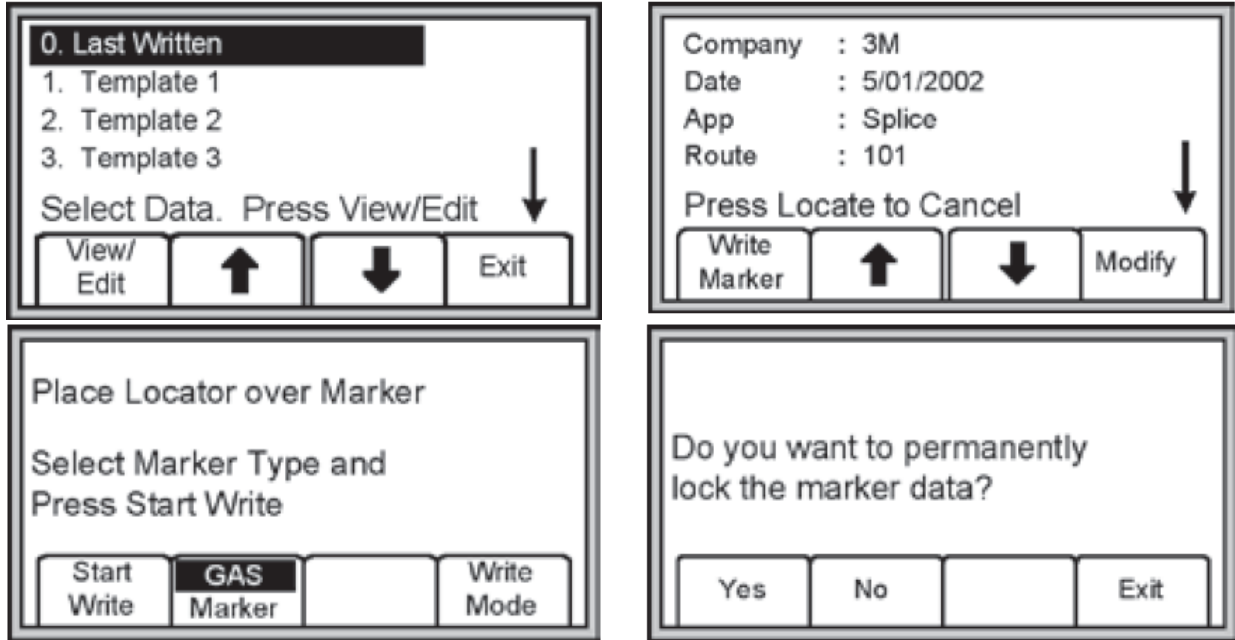 0. Last Written
1. Template 1
2. Template 2
3. Template 3
Select Data. Press View/Edit
View/
Edit
Exit
Company : 3M
Date : 5/01/2002
App : Splice
Route : 101
Press Locate to Cancel
Write
Marker
Modify
Place Locator over Marker
Select Marker Type and
Press Start Write
Start
Write
GAS
Marker
Write
Mode
Do you want to permanently
lock the marker data?
Yes
No
Exit